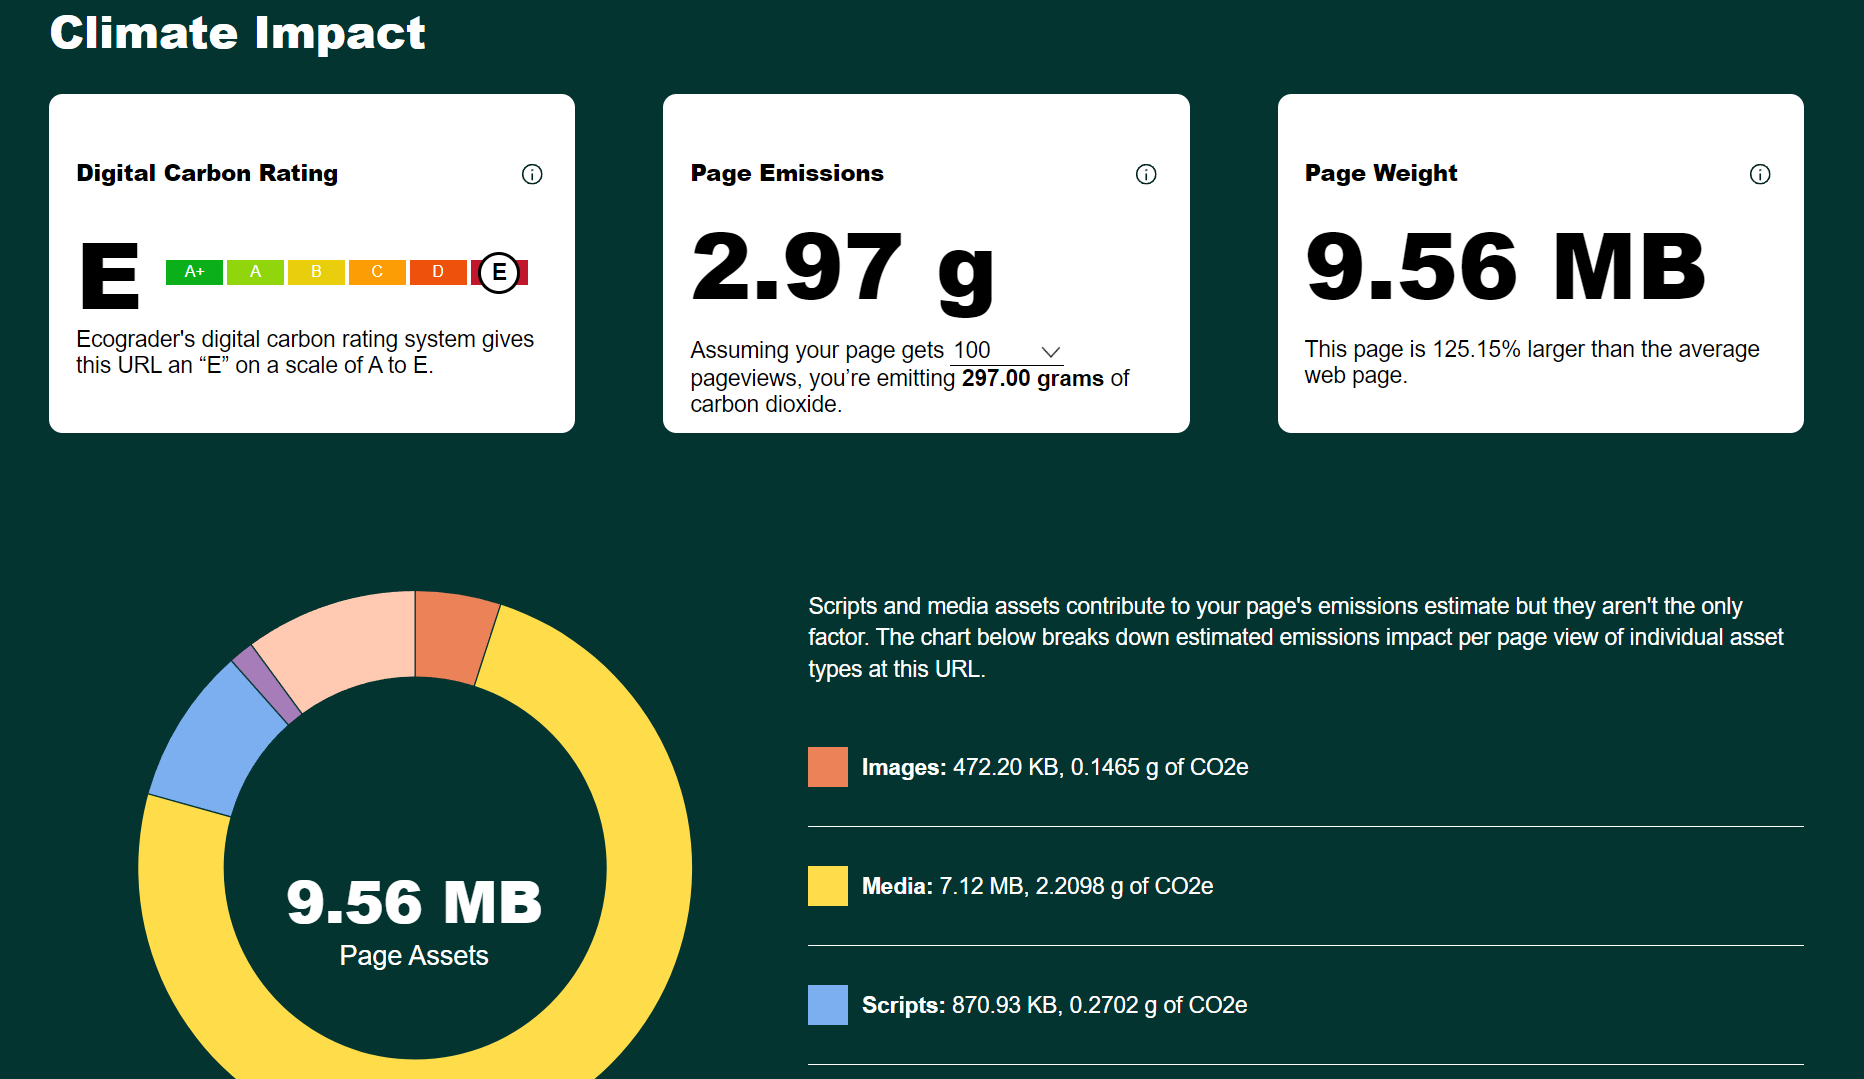 Climate Impact
Digital Carbon Rating
E
A+ A B C D E
Ecograder's digital carbon rating system gives
this URL an “E” on a scale of A to E.
Page Emissions
2.97 g
Assuming your page gets 100
pageviews, you’re emitting 297.00 grams of
carbon dioxide.
Page Weight
9.56 MB
This page is 125.15% larger than the average
web page.
9.56 MB
Page Assets
Scripts and media assets contribute to your page's emissions estimate but they aren't the only
factor. The chart below breaks down estimated emissions impact per page view of individual asset
types at this URL.
Images: 472.20 KB, 0.1465 g of CO2e
Media: 7.12 MB, 2.2098 g of CO2e
Scripts: 870.93 KB, 0.2702 g of CO2e